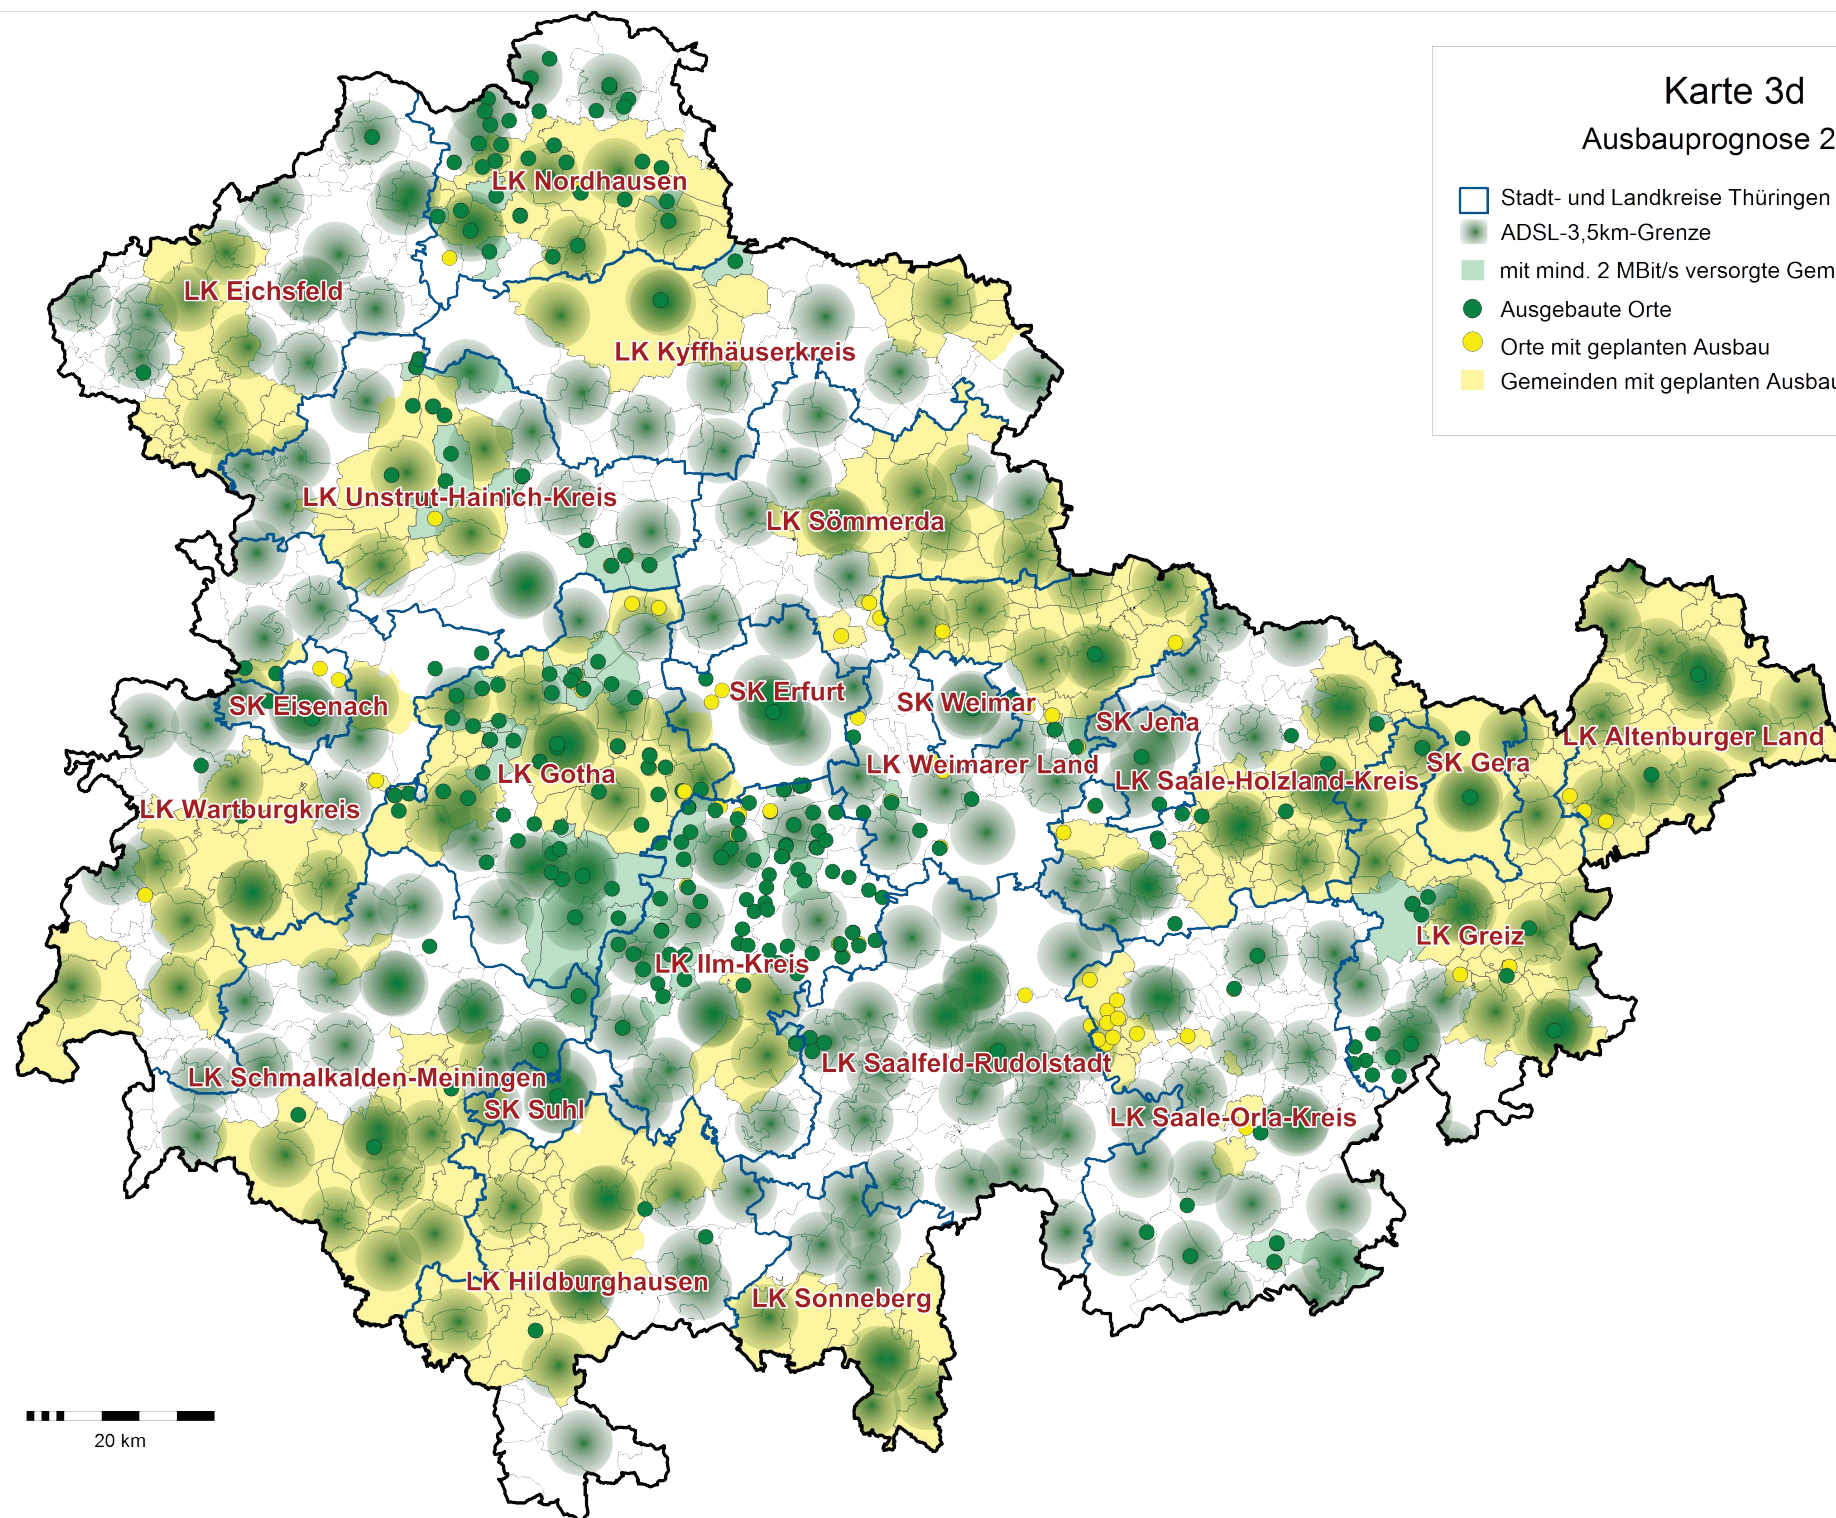 Karte 3d
Ausbauprognose 2
Stadt- und Landkreise Thüringen
ADSL-3,5km-Grenze
mit mind. 2 MBit/s versorgte Gem
Ausgebaute Orte
Orte mit geplanten Ausbau
Gemeinden mit geplanten Ausbau
LK Nordhausen
LK Eichsfeld
LK Kyffhäuserkreis
LK Unstrut-Hainich-Kreis
LK Sömmerda
SK Eisenach
SK Erfurt
SK Weimar
SK Jena
LK Altenburger Land
LK Gotha
LK Weimarer Land
LK Saale-Holzland-Kreis
SK Gera
LK Wartburgkreis
LK Greiz
LK Ilm-Kreis
LK Saalfeld-Rudolstadt
LK Schmalkalden-Meiningen
SK Suhl
LK Saale-Orla-Kreis
LK Hildburghausen
LK Sonneberg
20 km